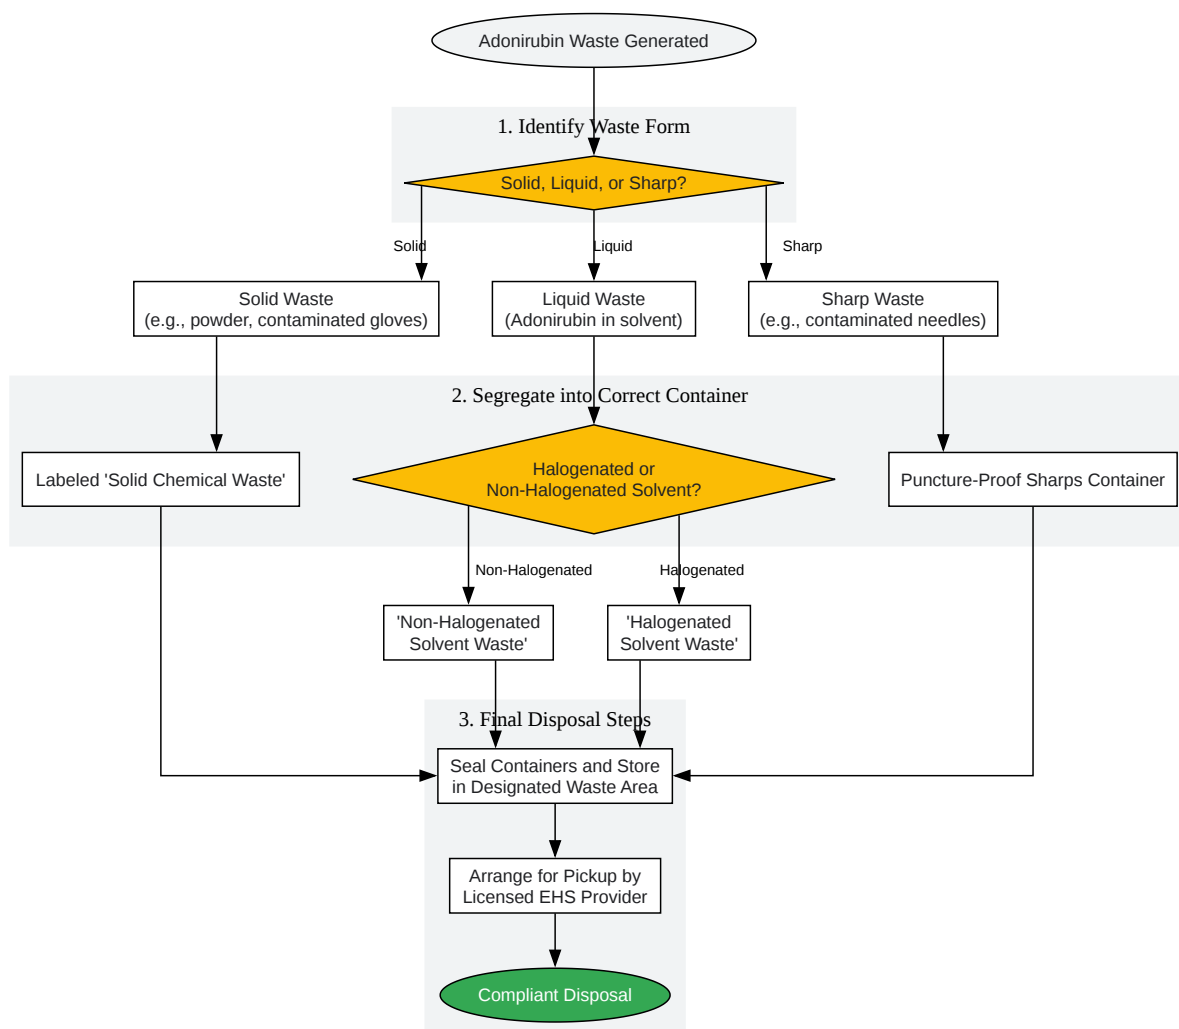 Adonirubin Waste Generated
1. Identify Waste Form
Solid, Liquid, or Sharp?
Solid
Liquid
Sharp
Solid Waste
(e.g., powder, contaminated gloves)
Liquid Waste
(Adonirubin in solvent)
Sharp Waste
(e.g., contaminated needles)
2. Segregate into Correct Container
Labeled 'Solid Chemical Waste'
Halogenated or
Non-Halogenated Solvent?
Puncture-Proof Sharps Container
Non-Halogenated
Halogenated
'Non-Halogenated
Solvent Waste'
'Halogenated
Solvent Waste'
3. Final Disposal Steps
Seal Containers and Store
in Designated Waste Area
Arrange for Pickup by
Licensed EHS Provider
Compliant Disposal